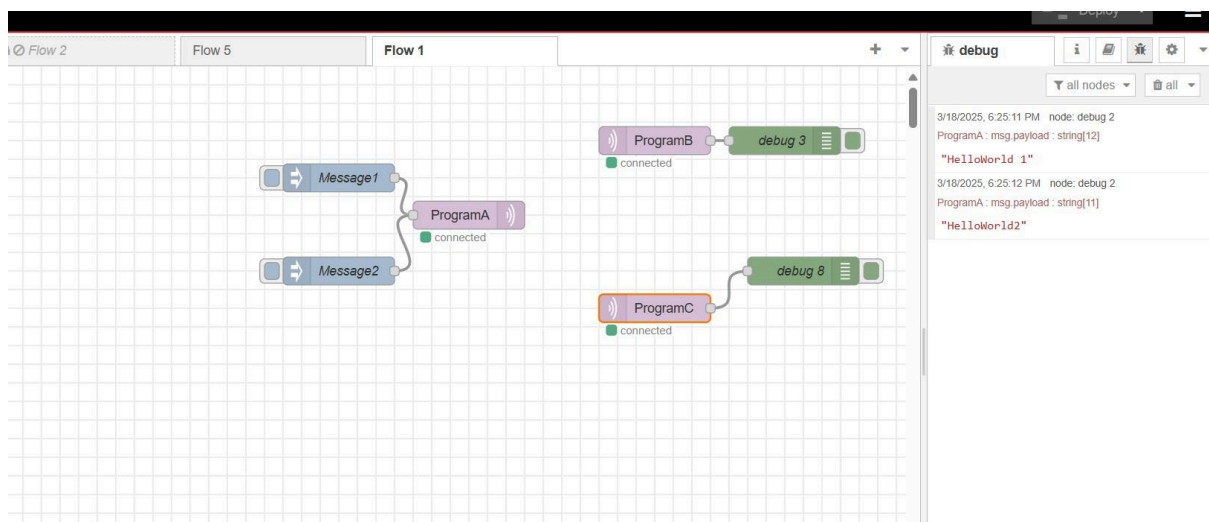 Deploy
Flow 2
Flow 5
Flow 1
+
debug
i
all nodes
all
3/18/2025, 6:25:11 PM node: debug 2
ProgramA : msg.payload : string[12]
"HelloWorld 1"
3/18/2025, 6:25:12 PM node: debug 2
ProgramA : msg.payload : string[11]
"HelloWorld2"
ProgramB
debug 3
connected
Message1
ProgramA
connected
Message2
debug 8
ProgramC
connected